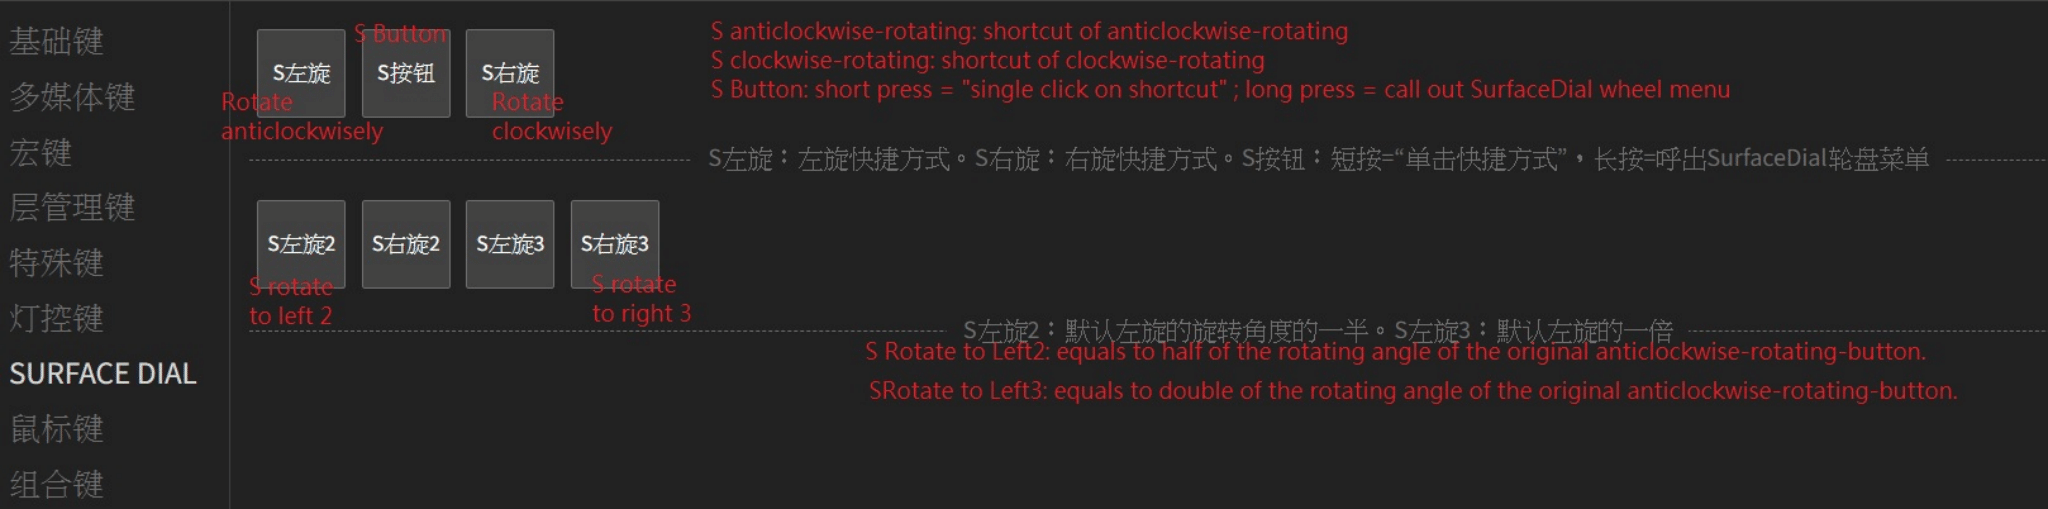 基础键
多媒体键
宏键
层管理键
特殊键
灯控键
SURFACE DIAL
鼠标键
组合键
S Button
S左旋
S按钮
S右旋
Rotate
anticlockwisely
Rotate
clockwisely
S anticlockwise-rotating: shortcut of anticlockwise-rotating
S clockwise-rotating: shortcut of clockwise-rotating
S Button: short press = "single click on shortcut" ; long press = call out SurfaceDial wheel menu
S左旋：左旋快捷方式。S右旋：右旋快捷方式。S按钮：短按=“单击快捷方式”，长按=呼出SurfaceDial轮盘菜单
S左旋2
S右旋2
S左旋3
S右旋3
S rotate
to left 2
S rotate
to right 3
S左旋2：默认左旋的旋转角度的一半。S左旋3：默认左旋的一倍
S Rotate to Left2: equals to half of the rotating angle of the original anticlockwise-rotating-button.
SRotate to Left3: equals to double of the rotating angle of the original anticlockwise-rotating-button.